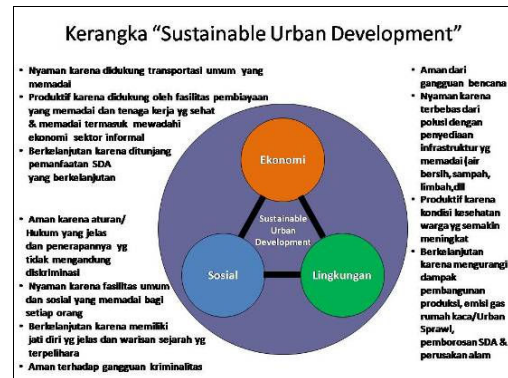 Kerangka “Sustainable Urban Development”
• Nyaman karena didukung transportasi umum yang
memadai
• Produktif karena didukung oleh fasilitas pembiayaan
yang memadai dan tenaga kerja yg sehat
& memadai termasuk mewadahi
ekonomi sektor informal
• Berkelanjutan karena ditunjang
pemanfaatan SDA
yang berkelanjutan
• Aman karena aturan/
Hukum yang jelas
dan penerapannya yg
tidak mengandung
diskriminasi
• Nyaman karena fasilitas umum
dan sosial yang memadai bagi
setiap orang
• Berkelanjutan karena memiliki
jati diri yg jelas dan warisan sejarah yg
terpelihara
• Aman terhadap gangguan kriminalitas
Ekonomi
Sustainable
Urban
Development
Sosial
Lingkungan
• Aman dari
gangguan bencana
• Nyaman karena
terbebas dari
polusi dengan
penyediaan
infrastruktur yg
memadai (air
bersih, sampah,
limbah,dll
• Produktif karena
kondisi kesehatan
warga yg semakin
meningkat
• Berkelanjutan
karena mengurangi
dampak
pembangunan
produksi, emisi gas
rumah kaca/Urban
Sprawl,
pemborosan SDA &
perusakan alam